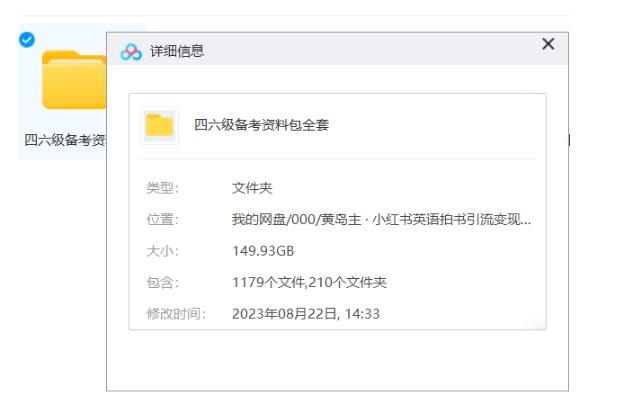 详细信息
四六级备考资
四六级备考资料包全套
类型： 文件夹
位置： 我的网盘/000/黄岛主 · 小红书英语拍书引流变现...
大小： 149.93GB
包含： 1179个文件,210个文件夹
修改时间： 2023年08月22日, 14:33